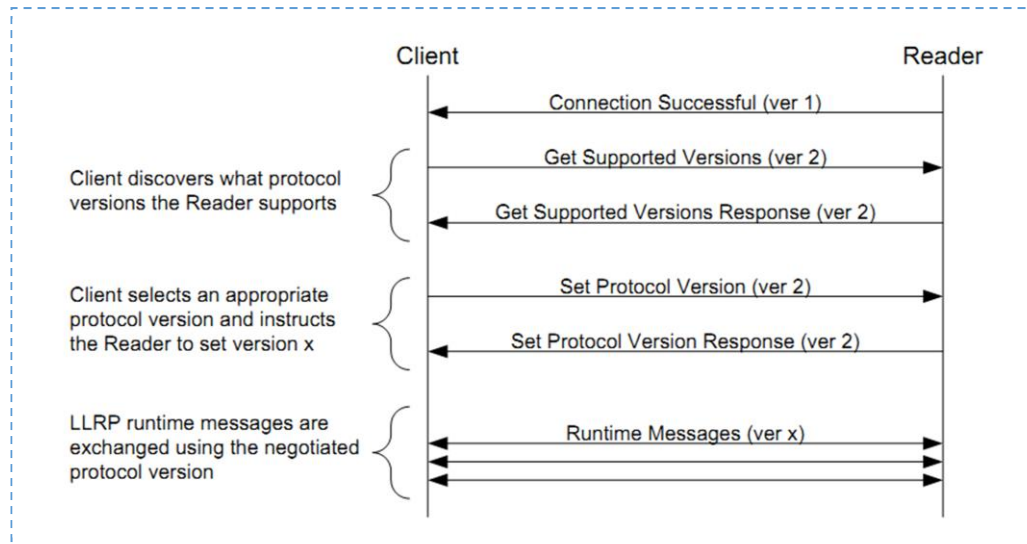 Client
Reader
Connection Successful (ver 1)
Get Supported Versions (ver 2)
Client discovers what protocol
versions the Reader supports
Get Supported Versions Response (ver 2)
Set Protocol Version (ver 2)
Client selects an appropriate
protocol version and instructs
the Reader to set version x
Set Protocol Version Response (ver 2)
LLRP runtime messages are
exchanged using the negotiated
protocol version
Runtime Messages (ver x)